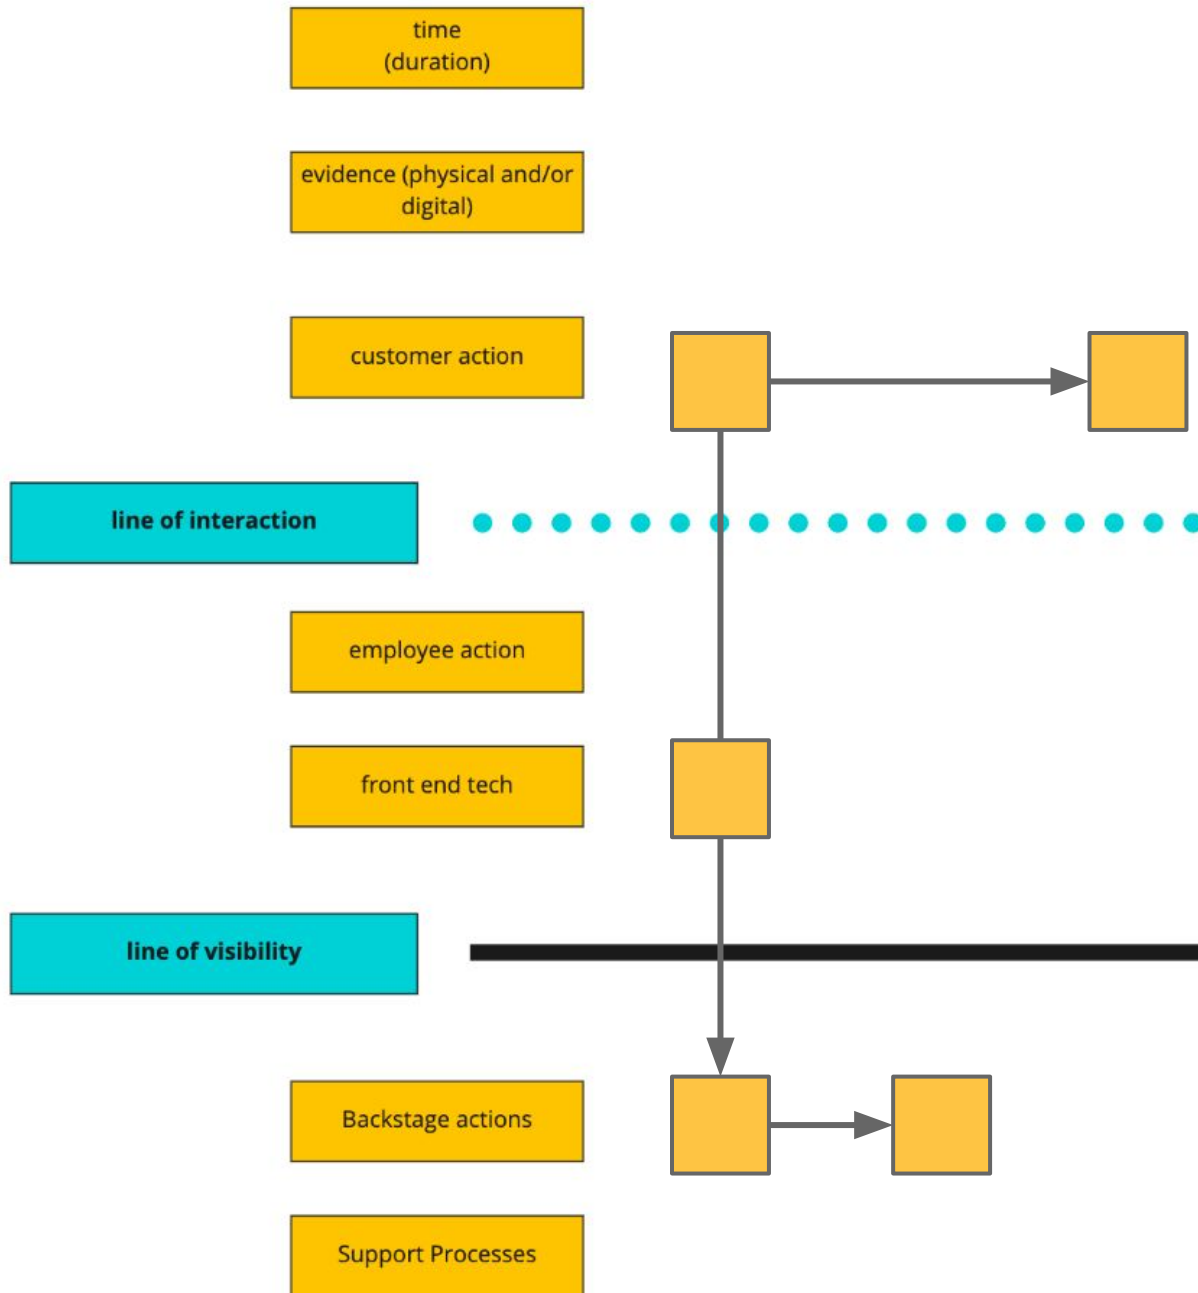 time
(duration)
evidence (physical and/or
digital)
customer action
line of interaction
employee action
front end tech
line of visibility
Backstage actions
Support Processes